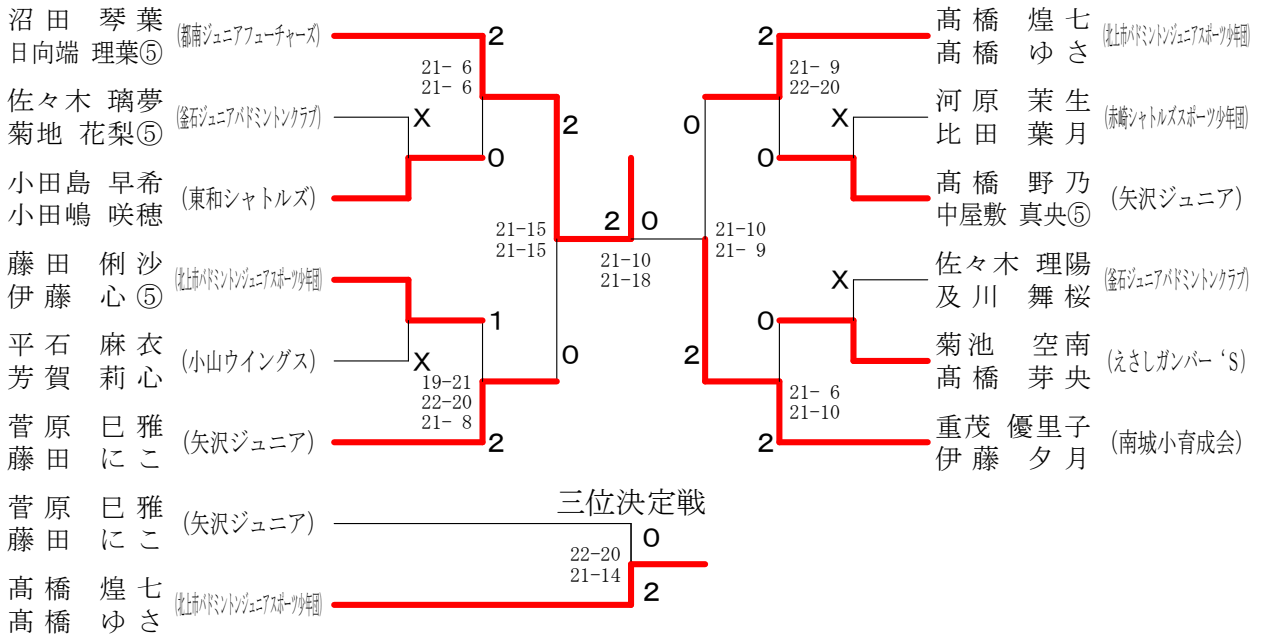 沼田 琴葉
日向端 理葉⑤
(都南ジュニアフューチャーズ)
2
21- 6
21- 6
佐々木 璃夢
菊地 花梨⑤
(釜石ジュニアバドミントンクラブ)
X
0
小田島 早希
小田嶋 咲穂
(東和シャトルズ)
2
21-15
21-15
藤田 俐沙
伊藤 心⑤
(北上市バドミントンジュニアスポーツ少年団)
1
平石 麻衣
芳賀 莉心
(小山ウイングス)
X
0
19-21
22-20
21- 8
菅原 巳雅
藤田 にこ
(矢沢ジュニア)
2
2 0
21-10
21-18
髙橋 煌七
髙橋 ゆさ
(北上市バドミントンジュニアスポーツ少年団)
2
21- 9
22-20
河原 茉生
比田 葉月
(赤崎シャトルズスポーツ少年団)
X
0
0
髙橋 野乃
中屋敷 真央⑤
(矢沢ジュニア)
21-10
21- 9
佐々木 理陽
及川 舞桜
(釜石ジュニアバドミントンクラブ)
X
0
菊池 空南
髙橋 芽央
(えさしガンバー‘S)
2
21- 6
21-10
重茂 優里子
伊藤 夕月
(南城小育成会)
2
三位決定戦
菅原 巳雅
藤田 にこ
(矢沢ジュニア)
0
22-20
21-14
髙橋 煌七
髙橋 ゆさ
(北上市バドミントンジュニアスポーツ少年団)
2